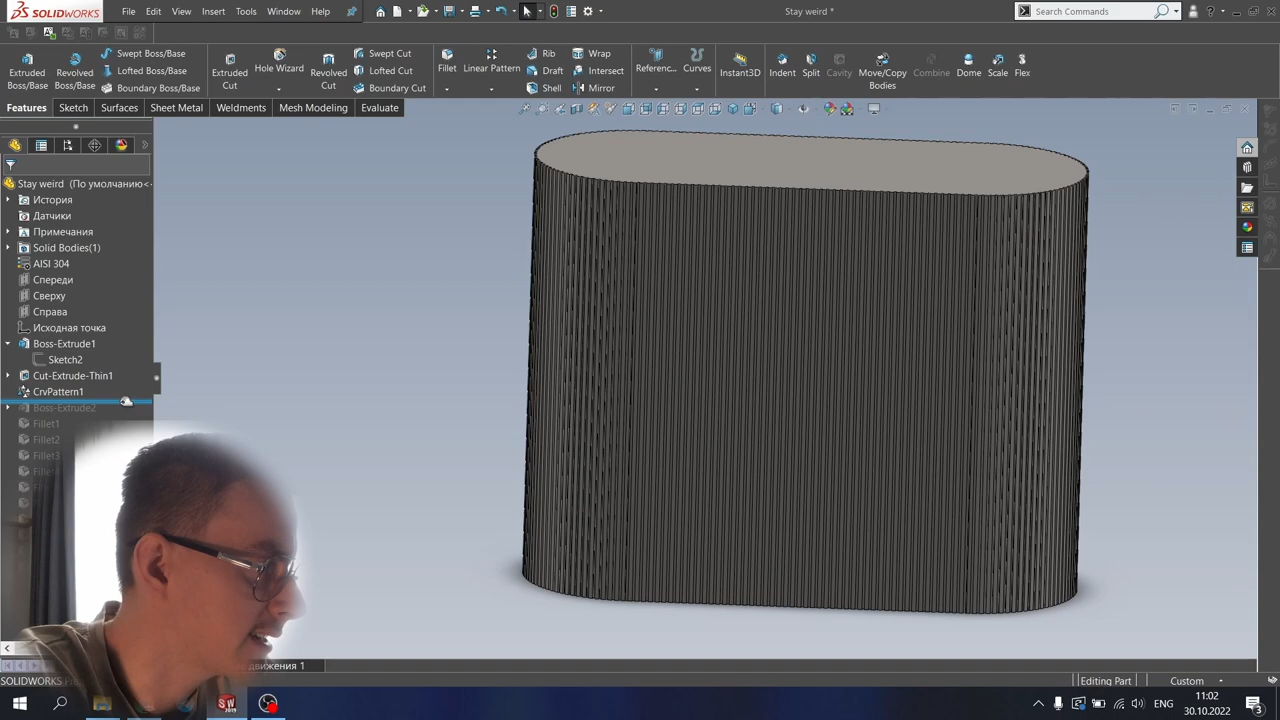 SOLIDWORKS
File Edit View Insert Tools Window Help
Stay weird *
Search Commands
Extruded Boss/Base
Revolved Boss/Base
Swept Boss/Base
Lofted Boss/Base
Boundary Boss/Base
Extruded Cut
Hole Wizard
Revolved Cut
Swept Cut
Lofted Cut
Boundary Cut
Fillet
Linear Pattern
Rib
Draft
Shell
Wrap
Intersect
Mirror
Referenc...
Curves
Instant3D
Indent
Split
Cavity
Move/Copy Bodies
Combine
Dome
Scale
Flex
Features Sketch Surfaces Sheet Metal Weldments Mesh Modeling Evaluate
Stay weird (По умолчанию<
История
Датчики
Примечания
Solid Bodies(1)
AISI 304
Спереди
Сверху
Справа
Исходная точка
Boss-Extrude1
Sketch2
Cut-Extrude-Thin1
CrvPattern1
Boss-Extrude2
Fillet1
Fillet2
Fillet3
движения 1
SOLIDWORKS
Editing Part
Custom
SW
2019
ENG
11:02
30.10.2022
3